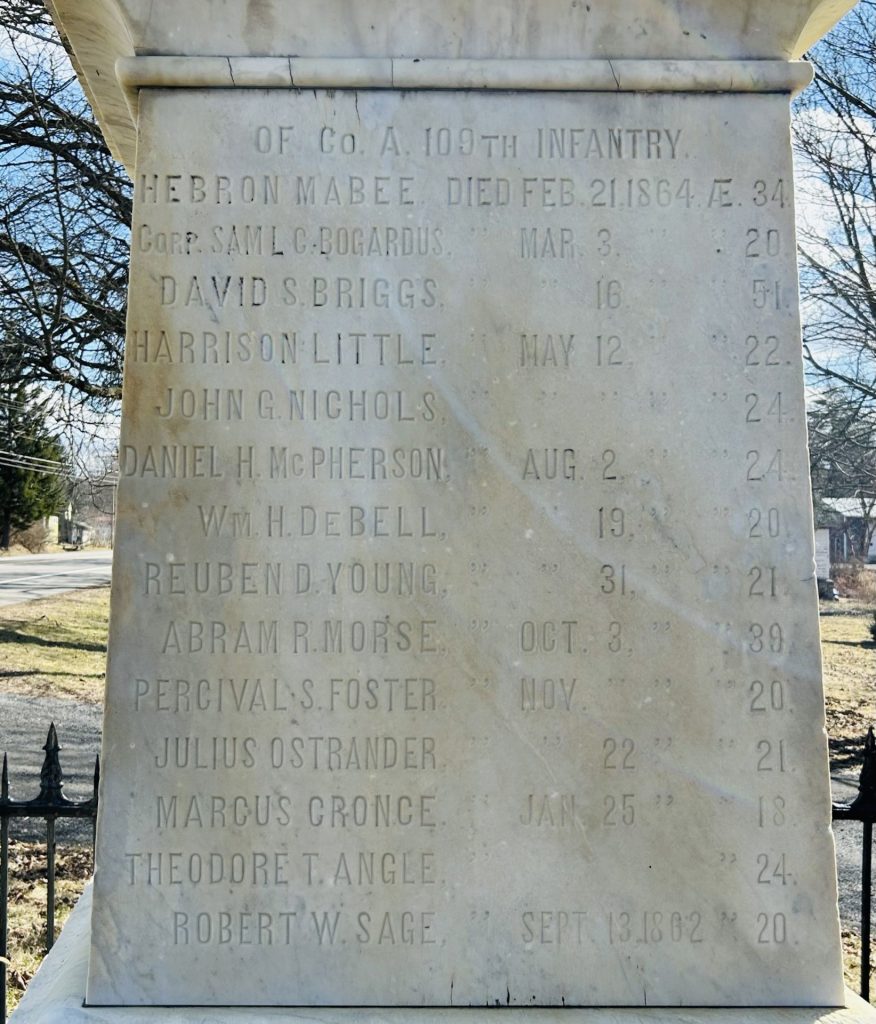 OF Co. A. 109TH INFANTRY.
HEBRON MABEE. DIED FEB. 21.1864. Æ. 34.
Corp. SAML C. BOGARDUS, " MAR. 3, " " 20.
DAVID S. BRIGGS. " " 16. " " 51.
HARRISON LITTLE, " MAY 12, " " 22.
JOHN G. NICHOLS, " " " " " 24.
DANIEL H. McPHERSON, " AUG. 2, " " 24.
Wm. H. DeBELL, " " 19, " " 20.
REUBEN D. YOUNG, " " 31, " " 21.
ABRAM R. MORSE, " OCT. 3, " " 39.
PERCIVAL S. FOSTER. " NOV. " " " 20.
JULIUS OSTRANDER. " " 22 " " 21.
MARCUS CRONCE. " JAN. 25 " " 18.
THEODORE T. ANGLE. " " 24.
ROBERT W. SAGE, " SEPT. 13,1862 " 20.